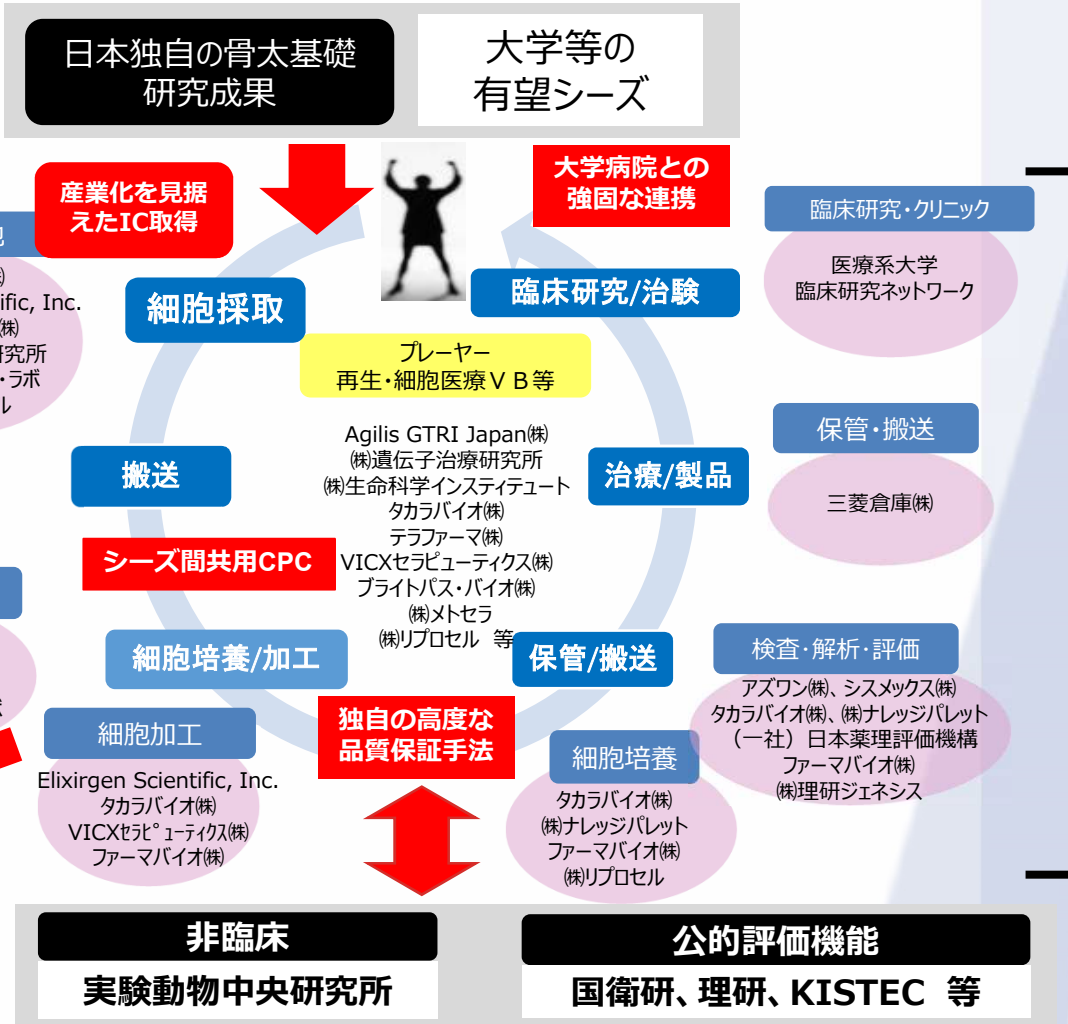 日本独自の骨太基礎
研究成果
大学等の
有望シーズ
産業化を見据
えたIC取得
大学病院との
強固な連携
臨床研究・クリニック
医療系大学
臨床研究ネットワーク
ific, Inc.
㈱
研究所
・ラボ
ル
細胞採取
臨床研究/治験
プレーヤー
再生・細胞医療ＶＢ等
Agilis GTRI Japan㈱
㈱遺伝子治療研究所
㈱生命科学インスティテュート
タカラバイオ㈱
テラファーマ㈱
VICXセラピューティクス㈱
ブライトパス・バイオ㈱
㈱メトセラ
㈱リプロセル 等
搬送
治療/製品
保管・搬送
三菱倉庫㈱
シーズ間共用CPC
細胞培養/加工
保管/搬送
検査・解析・評価
アズワン㈱、シスメックス㈱
タカラバイオ㈱、㈱ナレッジパレット
（一社）日本薬理評価機構
ファーマバイオ㈱
㈱理研ジェネシス
独自の高度な
品質保証手法
細胞加工
Elixirgen Scientific, Inc.
タカラバイオ㈱
VICXｾﾗﾋﾟｭｰﾃｨｸｽ㈱
ファーマバイオ㈱
細胞培養
タカラバイオ㈱
㈱ナレッジパレット
ファーマバイオ㈱
㈱リプロセル
非臨床
実験動物中央研究所
公的評価機能
国衛研、理研、KISTEC 等